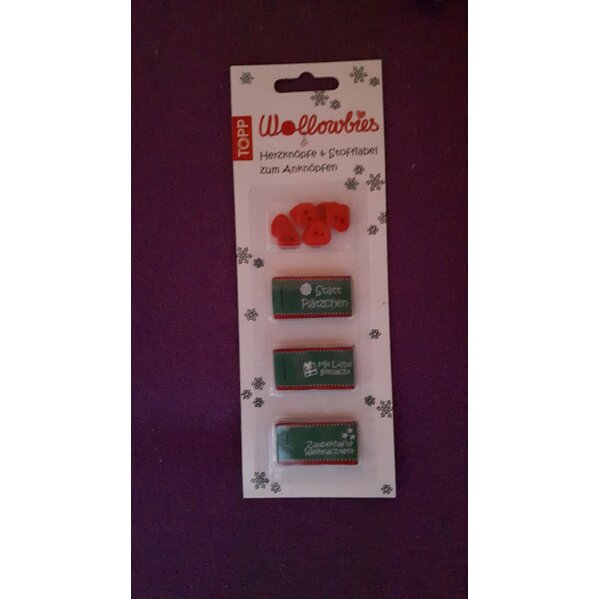 TOPP
Wollowbies
Herzknöpfe & Stofflabel
zum Anknöpfen
Statt
Plätzchen
Mit Liebe
gemacht
Zauberhafte
Weihnachten!